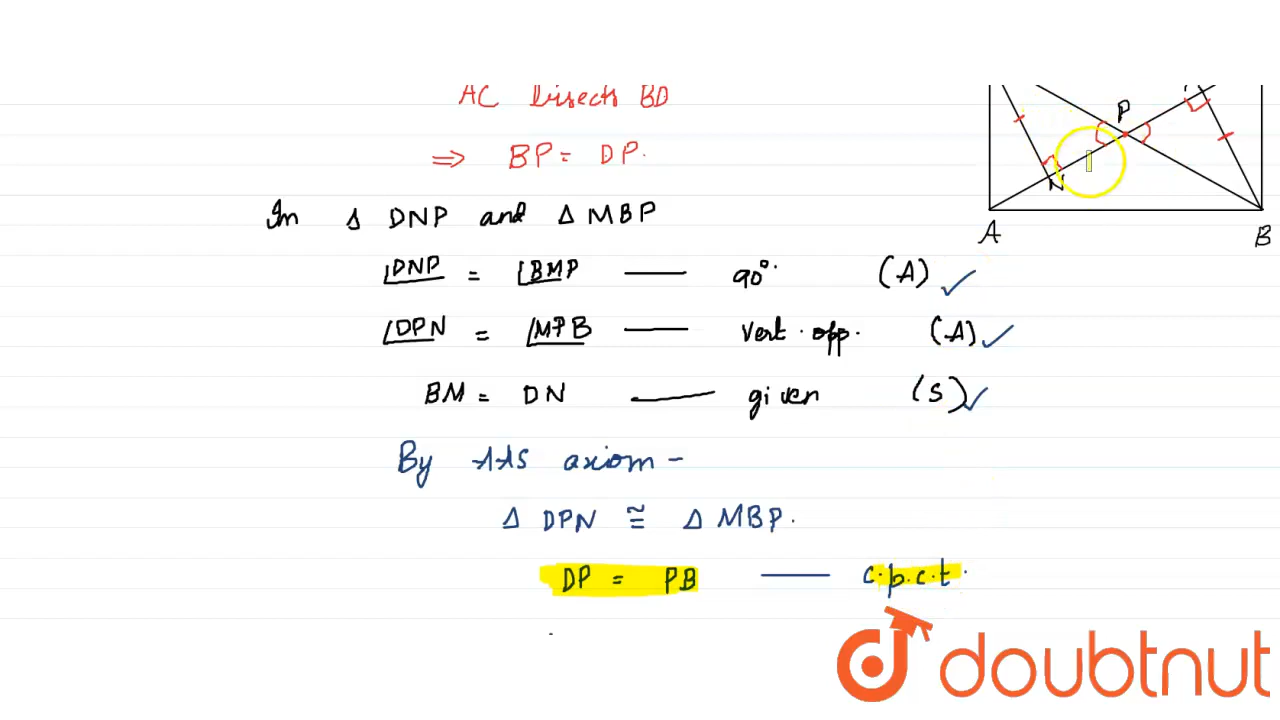 AC bisects BD
⇒ BP = DP.
In Δ DNP and Δ MBP
∠DNP = ∠BMP — 90°. (A) ✓
∠DPN = ∠MPB — Vert. opp. (A) ✓
BM = DN — given (S) ✓
By AAS axiom -
Δ DPN ≅ Δ MBP.
DP = PB — c.p.c.t.
P
N
A
B
doubtnut